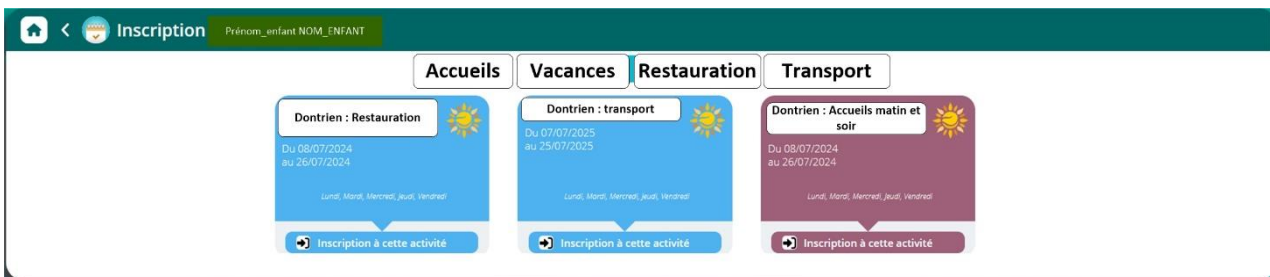 Inscription
Prénom_enfant NOM_ENFANT
Accueils
Vacances
Restauration
Transport
Dontrien : Restauration
Du 08/07/2024
au 26/07/2024
Lundi, Mardi, Mercredi, Jeudi, Vendredi
Inscription à cette activité
Dontrien : transport
Du 07/07/2025
au 25/07/2025
Lundi, Mardi, Mercredi, Jeudi, Vendredi
Inscription à cette activité
Dontrien : Accueils matin et
soir
Du 08/07/2024
au 26/07/2024
Lundi, Mardi, Mercredi, Jeudi, Vendredi
Inscription à cette activité